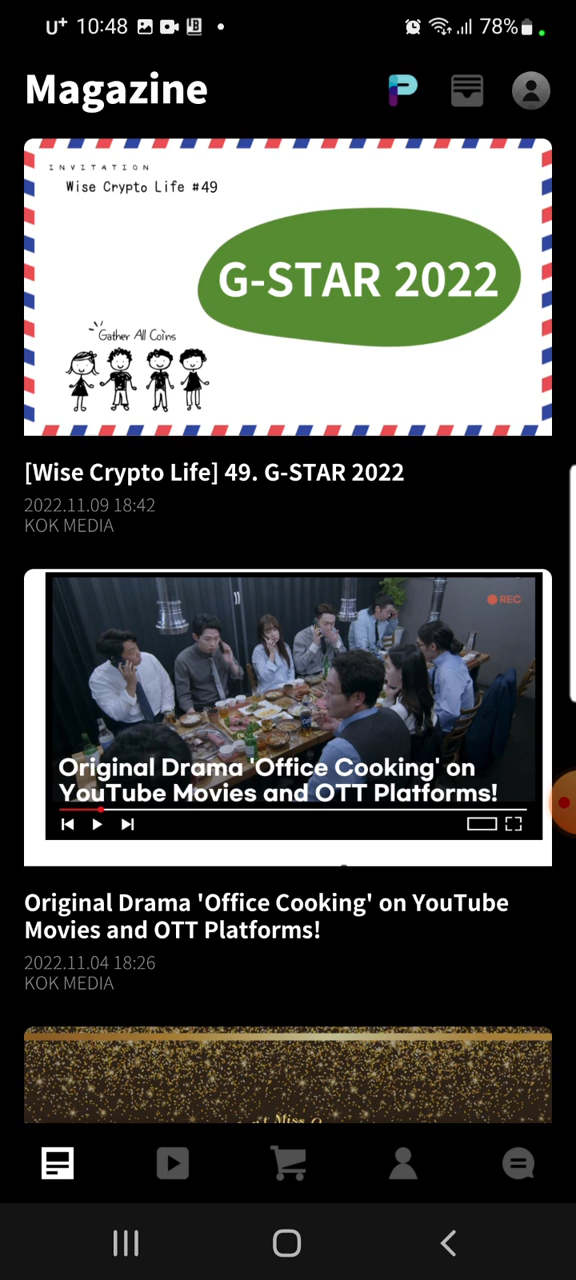 U+ 10:48
78%
Magazine
INVITATION
Wise Crypto Life #49
G-STAR 2022
Gather All Coins
[Wise Crypto Life] 49. G-STAR 2022
2022.11.09 18:42
KOK MEDIA
REC
Original Drama 'Office Cooking' on
YouTube Movies and OTT Platforms!
Original Drama 'Office Cooking' on YouTube
Movies and OTT Platforms!
2022.11.04 18:26
KOK MEDIA
Miss